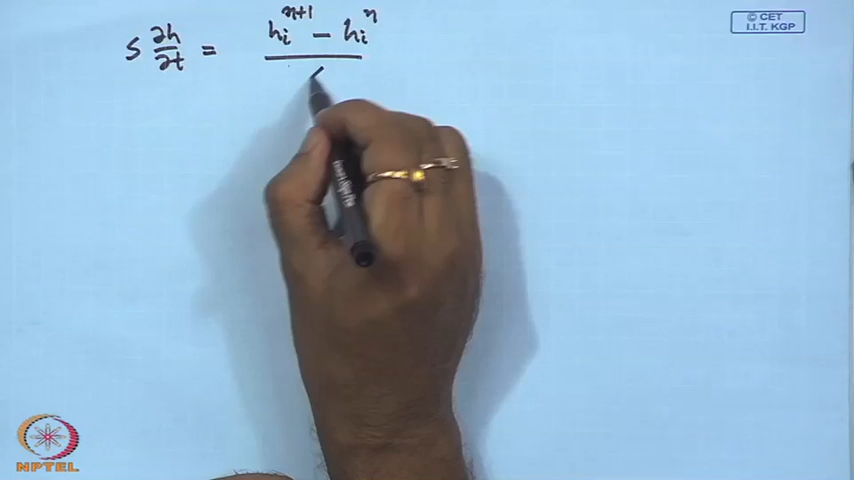 © CET
I.I.T. KGP
S ∂h/∂t = h_i^{n+1} - h_i^n
NPTEL